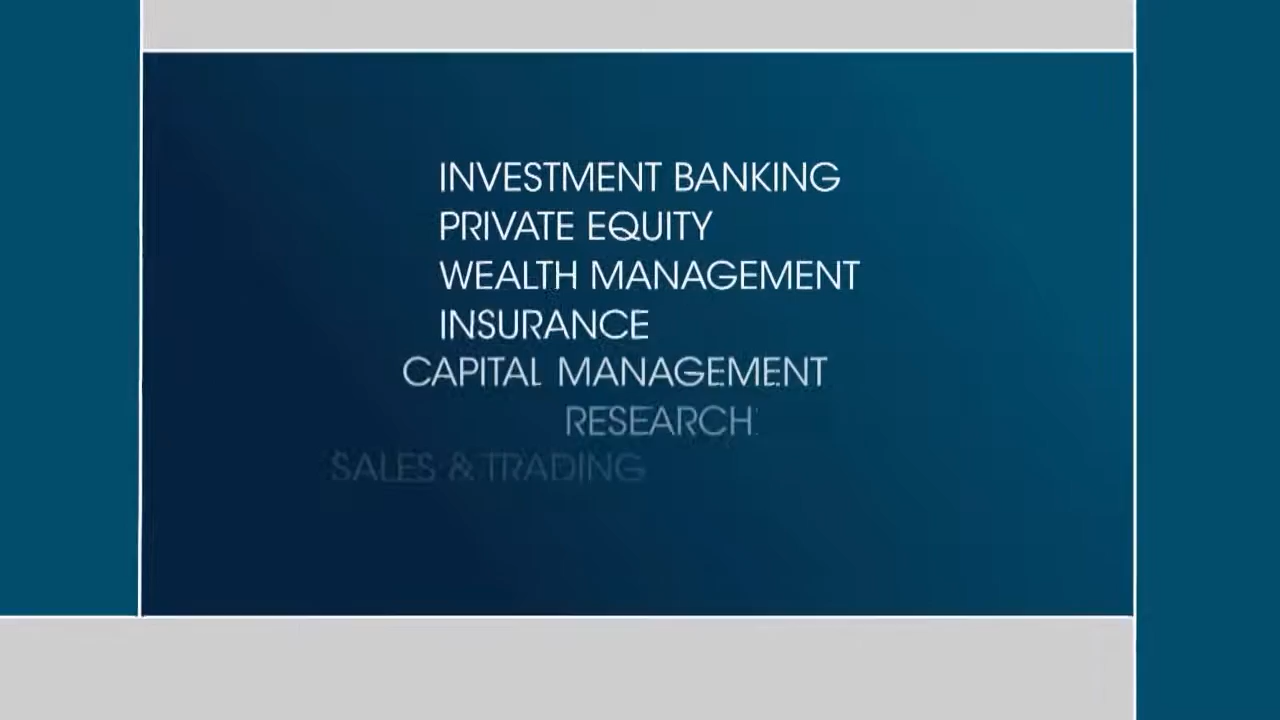 INVESTMENT BANKING
PRIVATE EQUITY
WEALTH MANAGEMENT
INSURANCE
CAPITAL MANAGEMENT
RESEARCH
SALES & TRADING